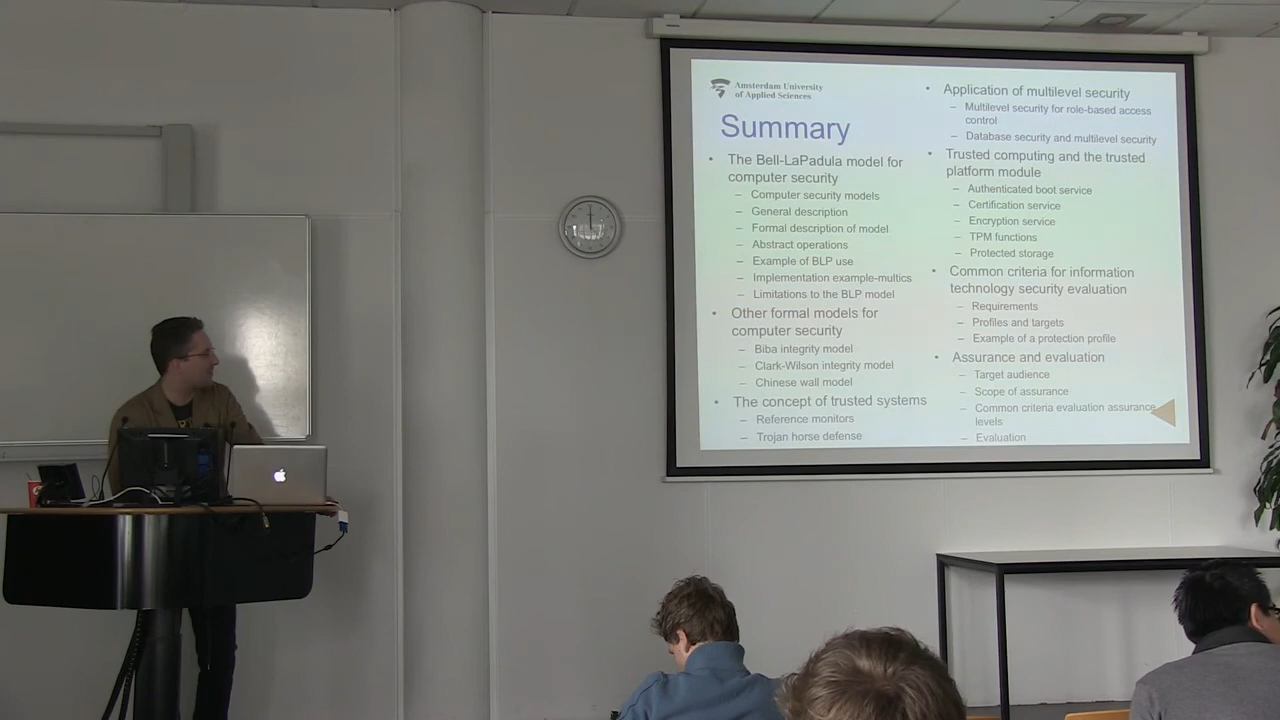 Amsterdam University
of Applied Sciences
Summary
• The Bell-LaPadula model for
computer security
– Computer security models
– General description
– Formal description of model
– Abstract operations
– Example of BLP use
– Implementation example-multics
– Limitations to the BLP model
• Other formal models for
computer security
– Biba integrity model
– Clark-Wilson integrity model
– Chinese wall model
• The concept of trusted systems
– Reference monitors
– Trojan horse defense
• Application of multilevel security
– Multilevel security for role-based access
control
– Database security and multilevel security
• Trusted computing and the trusted
platform module
– Authenticated boot service
– Certification service
– Encryption service
– TPM functions
– Protected storage
• Common criteria for information
technology security evaluation
– Requirements
– Profiles and targets
– Example of a protection profile
• Assurance and evaluation
– Target audience
– Scope of assurance
– Common criteria evaluation assurance
levels
– Evaluation